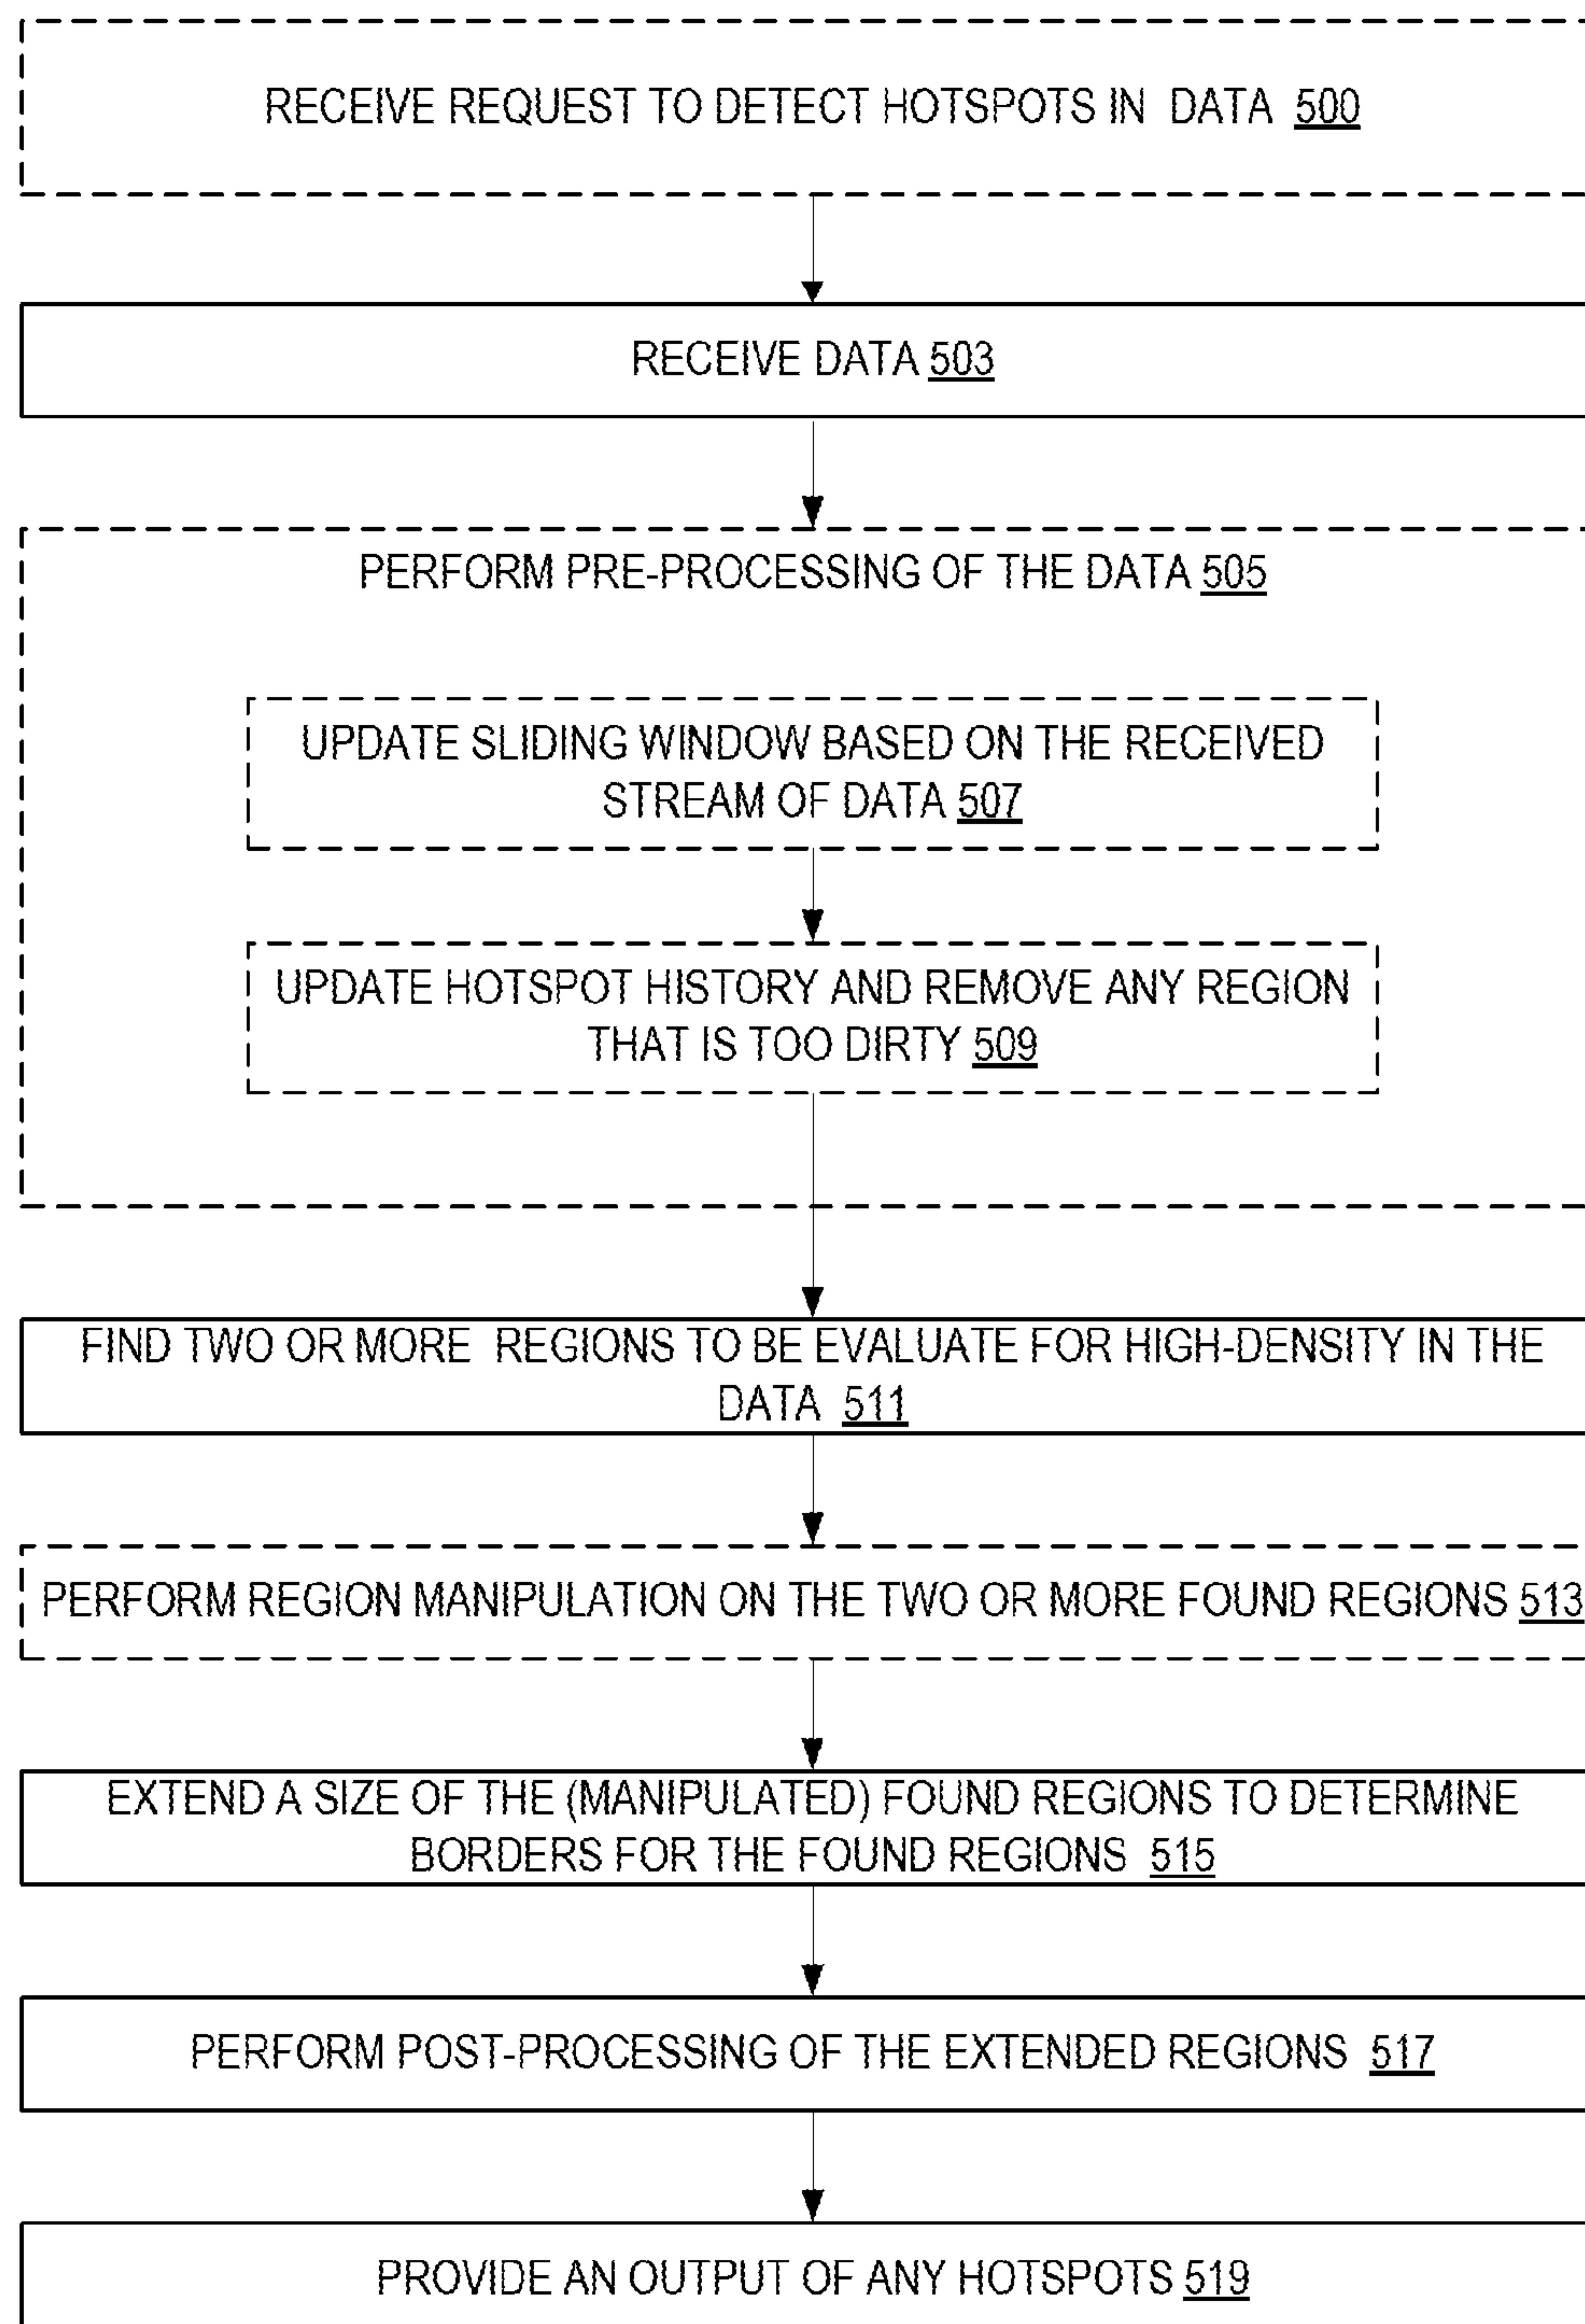 RECEIVE REQUEST TO DETECT HOTSPOTS IN DATA 500
RECEIVE DATA 503
PERFORM PRE-PROCESSING OF THE DATA 505
UPDATE SLIDING WINDOW BASED ON THE RECEIVED
STREAM OF DATA 507
UPDATE HOTSPOT HISTORY AND REMOVE ANY REGION
THAT IS TOO DIRTY 509
FIND TWO OR MORE REGIONS TO BE EVALUATE FOR HIGH-DENSITY IN THE
DATA 511
PERFORM REGION MANIPULATION ON THE TWO OR MORE FOUND REGIONS 513
EXTEND A SIZE OF THE (MANIPULATED) FOUND REGIONS TO DETERMINE
BORDERS FOR THE FOUND REGIONS 515
PERFORM POST-PROCESSING OF THE EXTENDED REGIONS 517
PROVIDE AN OUTPUT OF ANY HOTSPOTS 519